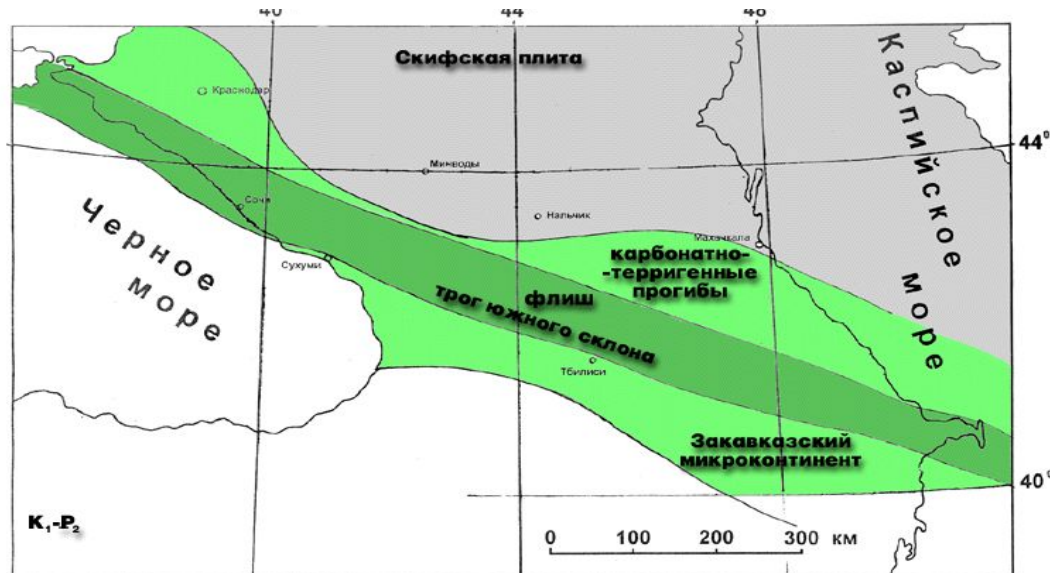 40
44
48
Скифская плита
Краснодар
Каспийское
море
44°
Минводы
Сочи
Нальчик
Черное
море
Махачкала
карбонатно-
-терригенные
прогибы
Сухуми
флиш
трог южного склона
Тбилиси
Закавказский
микроконтинент
40°
K₁-P₂
0 100 200 300 км